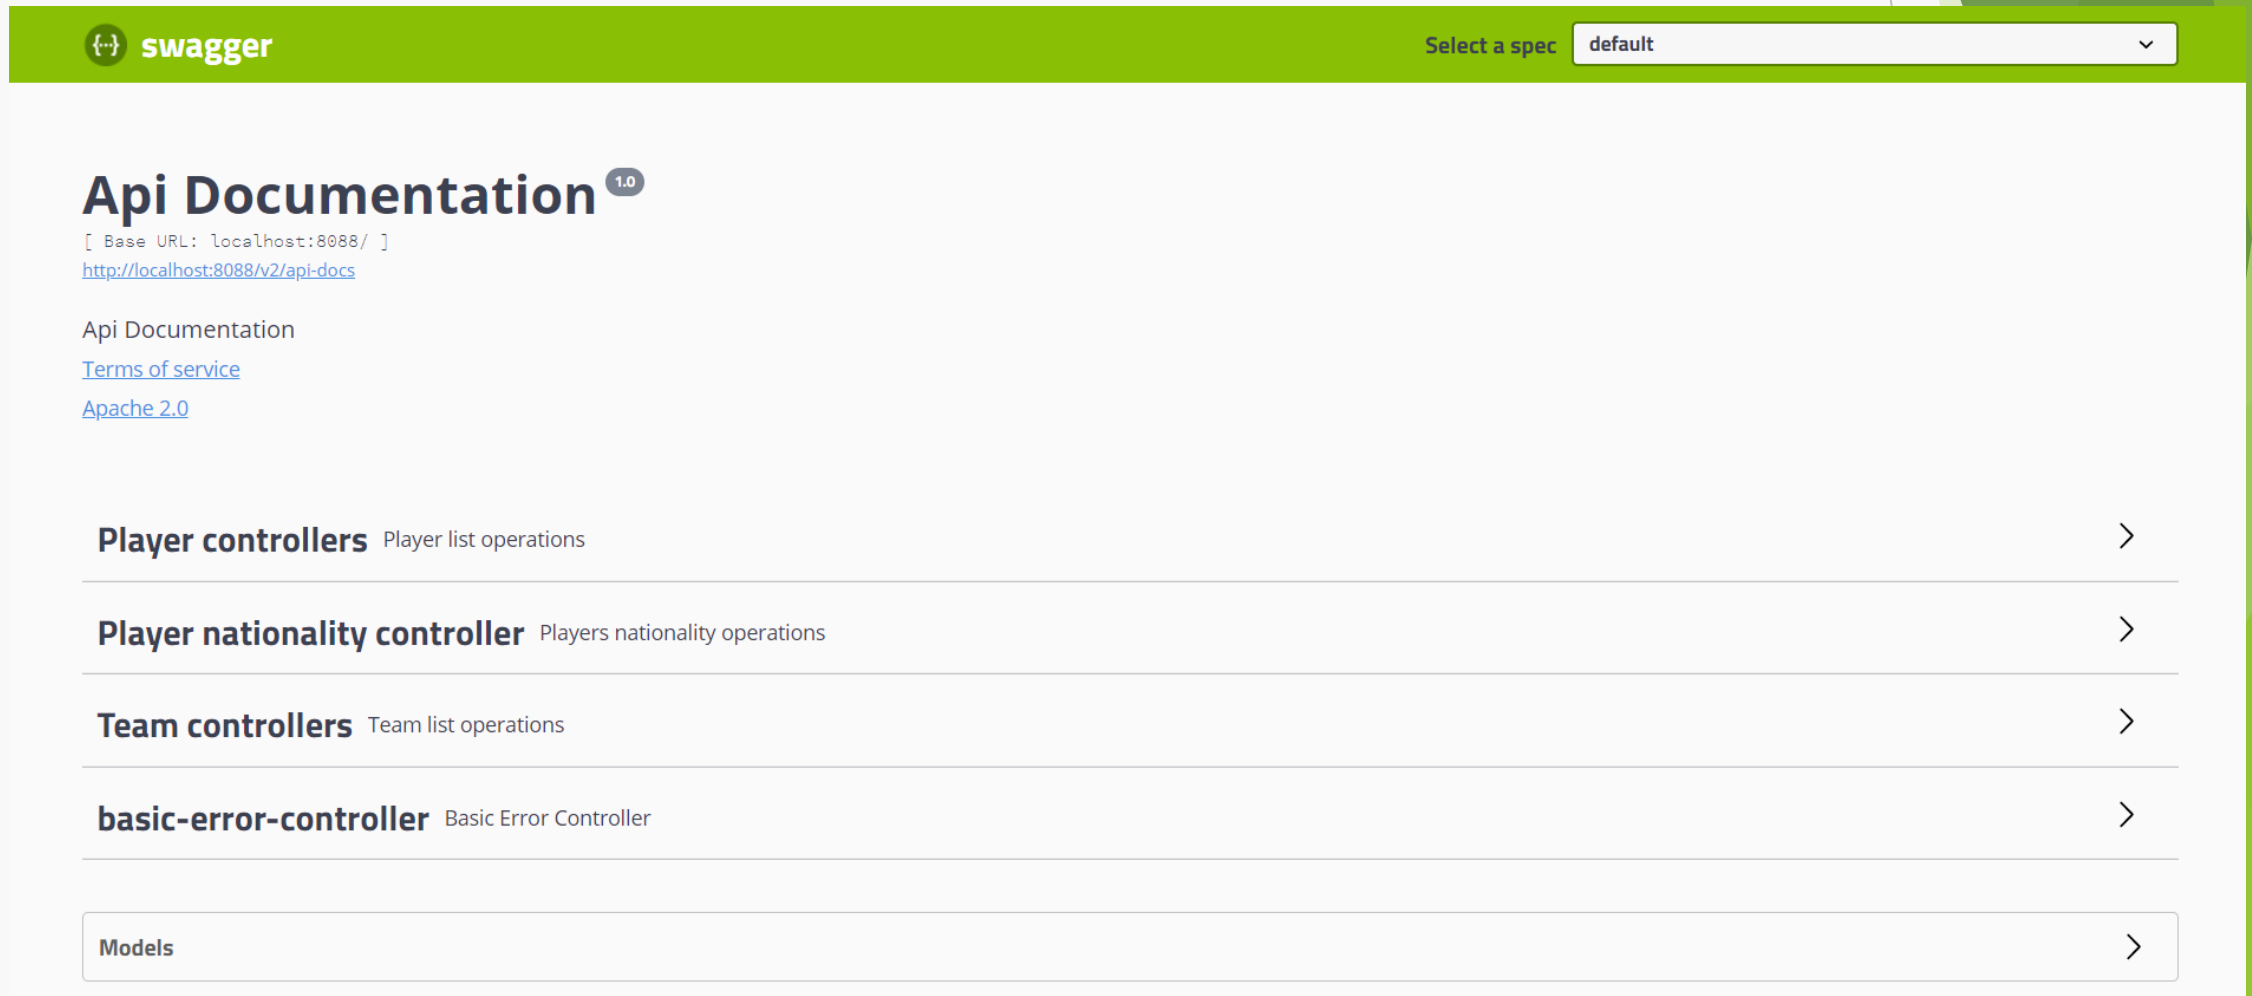 swagger
Select a spec default
Api Documentation 1.0
[ Base URL: localhost:8088/ ]
http://localhost:8088/v2/api-docs
Api Documentation
Terms of service
Apache 2.0
Player controllers Player list operations
Player nationality controller Players nationality operations
Team controllers Team list operations
basic-error-controller Basic Error Controller
Models